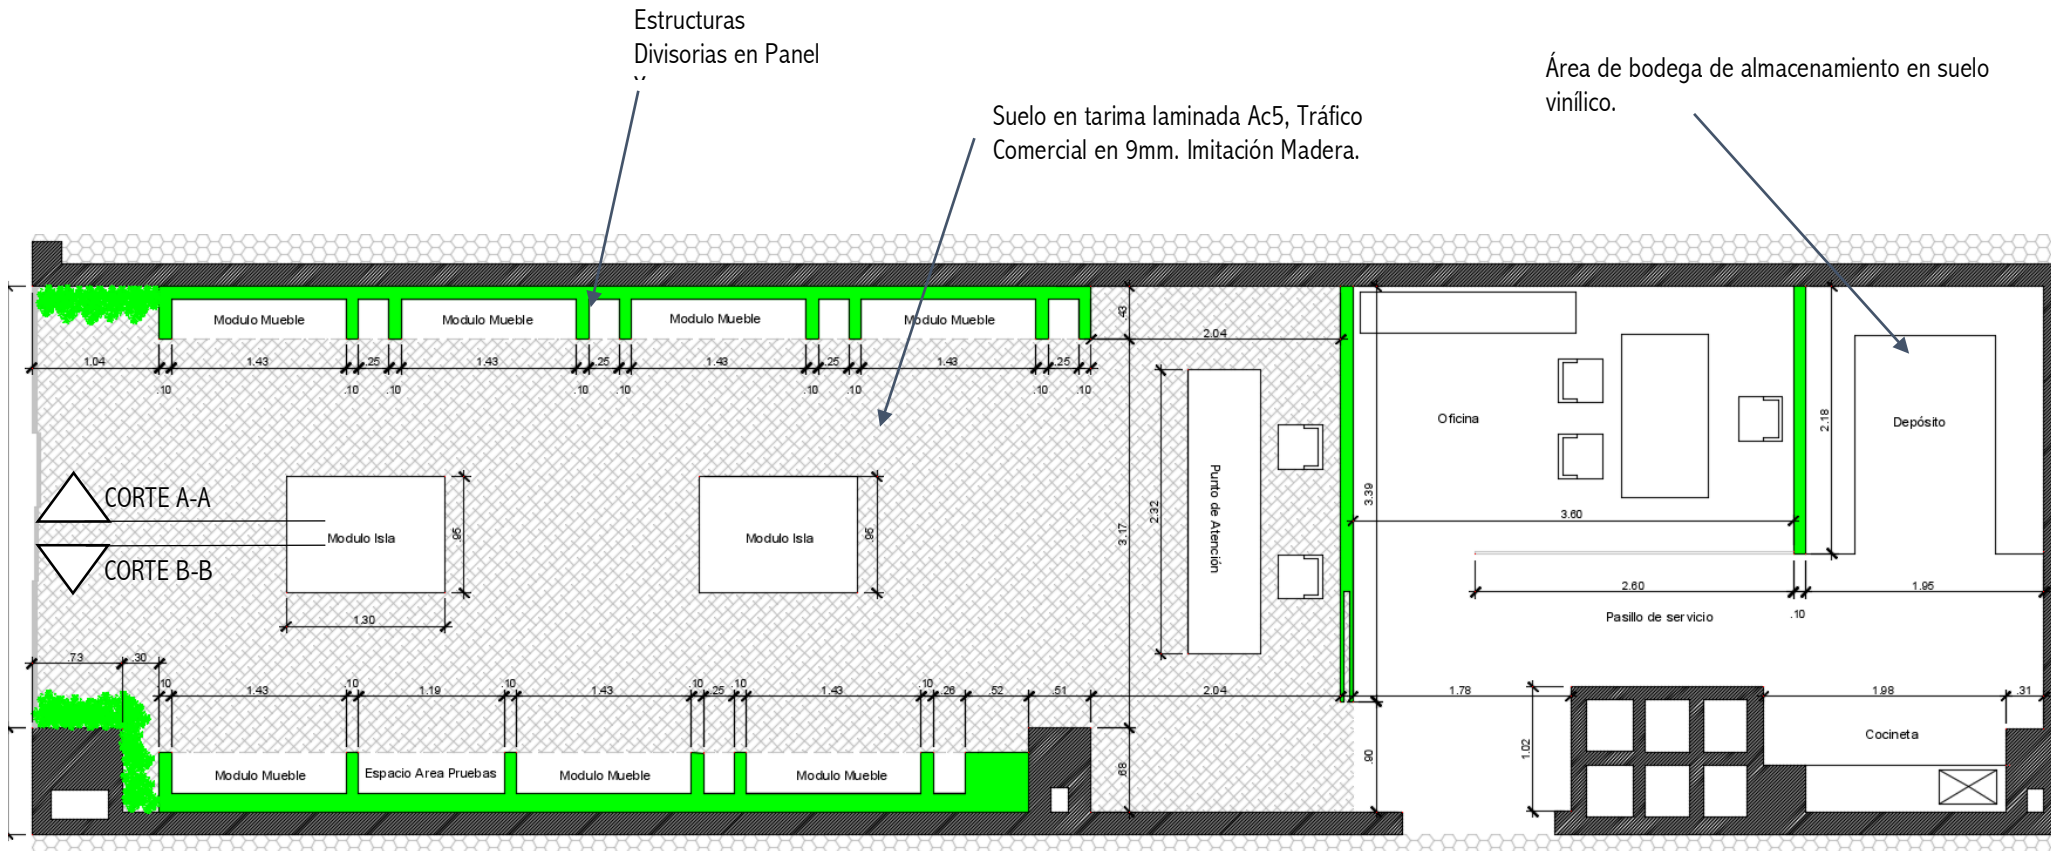 Estructuras
Divisorias en Panel
Área de bodega de almacenamiento en suelo
vinílico.
Suelo en tarima laminada Ac5, Tráfico
Comercial en 9mm. Imitación Madera.
Modulo Mueble
Modulo Mueble
Modulo Mueble
Modulo Mueble
.43
2.04
1.04
1.43
.25
1.43
.25
1.43
.25
1.43
.25
.10
.10
.10
.10
.10
.10
.10
.10
.10
Oficina
Depósito
2.18
3.39
2.32
3.17
Punto de Atención
CORTE A-A
CORTE B-B
Modulo Isla
.95
Modulo Isla
.95
3.60
1.30
2.60
1.95
.10
Pasillo de servicio
.73
.30
.10
1.43
.10
1.19
.10
1.43
.10
.25
.10
1.43
.10
.26
.52
.51
2.04
1.78
1.98
.31
1.02
.90
.68
Cocineta
Modulo Mueble
Espacio Area Pruebas
Modulo Mueble
Modulo Mueble